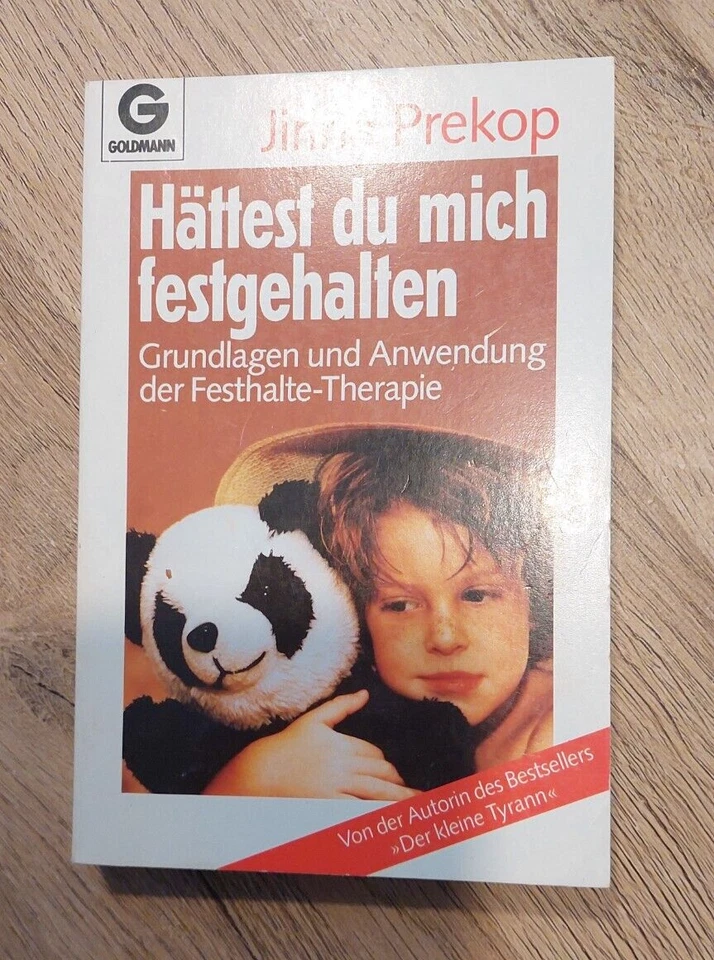 G
GOLDMANN
Jirina Prekop
Hättest du mich
festgehalten
Grundlagen und Anwendung
der Festhalte-Therapie
Von der Autorin des Bestsellers
»Der kleine Tyrann«